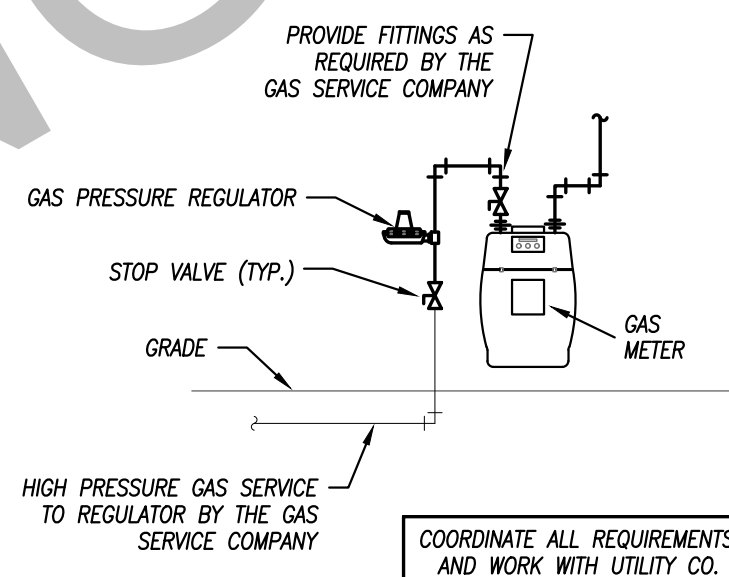 PROVIDE FITTINGS AS
REQUIRED BY THE
GAS SERVICE COMPANY
GAS PRESSURE REGULATOR
STOP VALVE (TYP.)
GRADE
GAS
METER
HIGH PRESSURE GAS SERVICE
TO REGULATOR BY THE GAS
SERVICE COMPANY
COORDINATE ALL REQUIREMENTS
AND WORK WITH UTILITY CO.